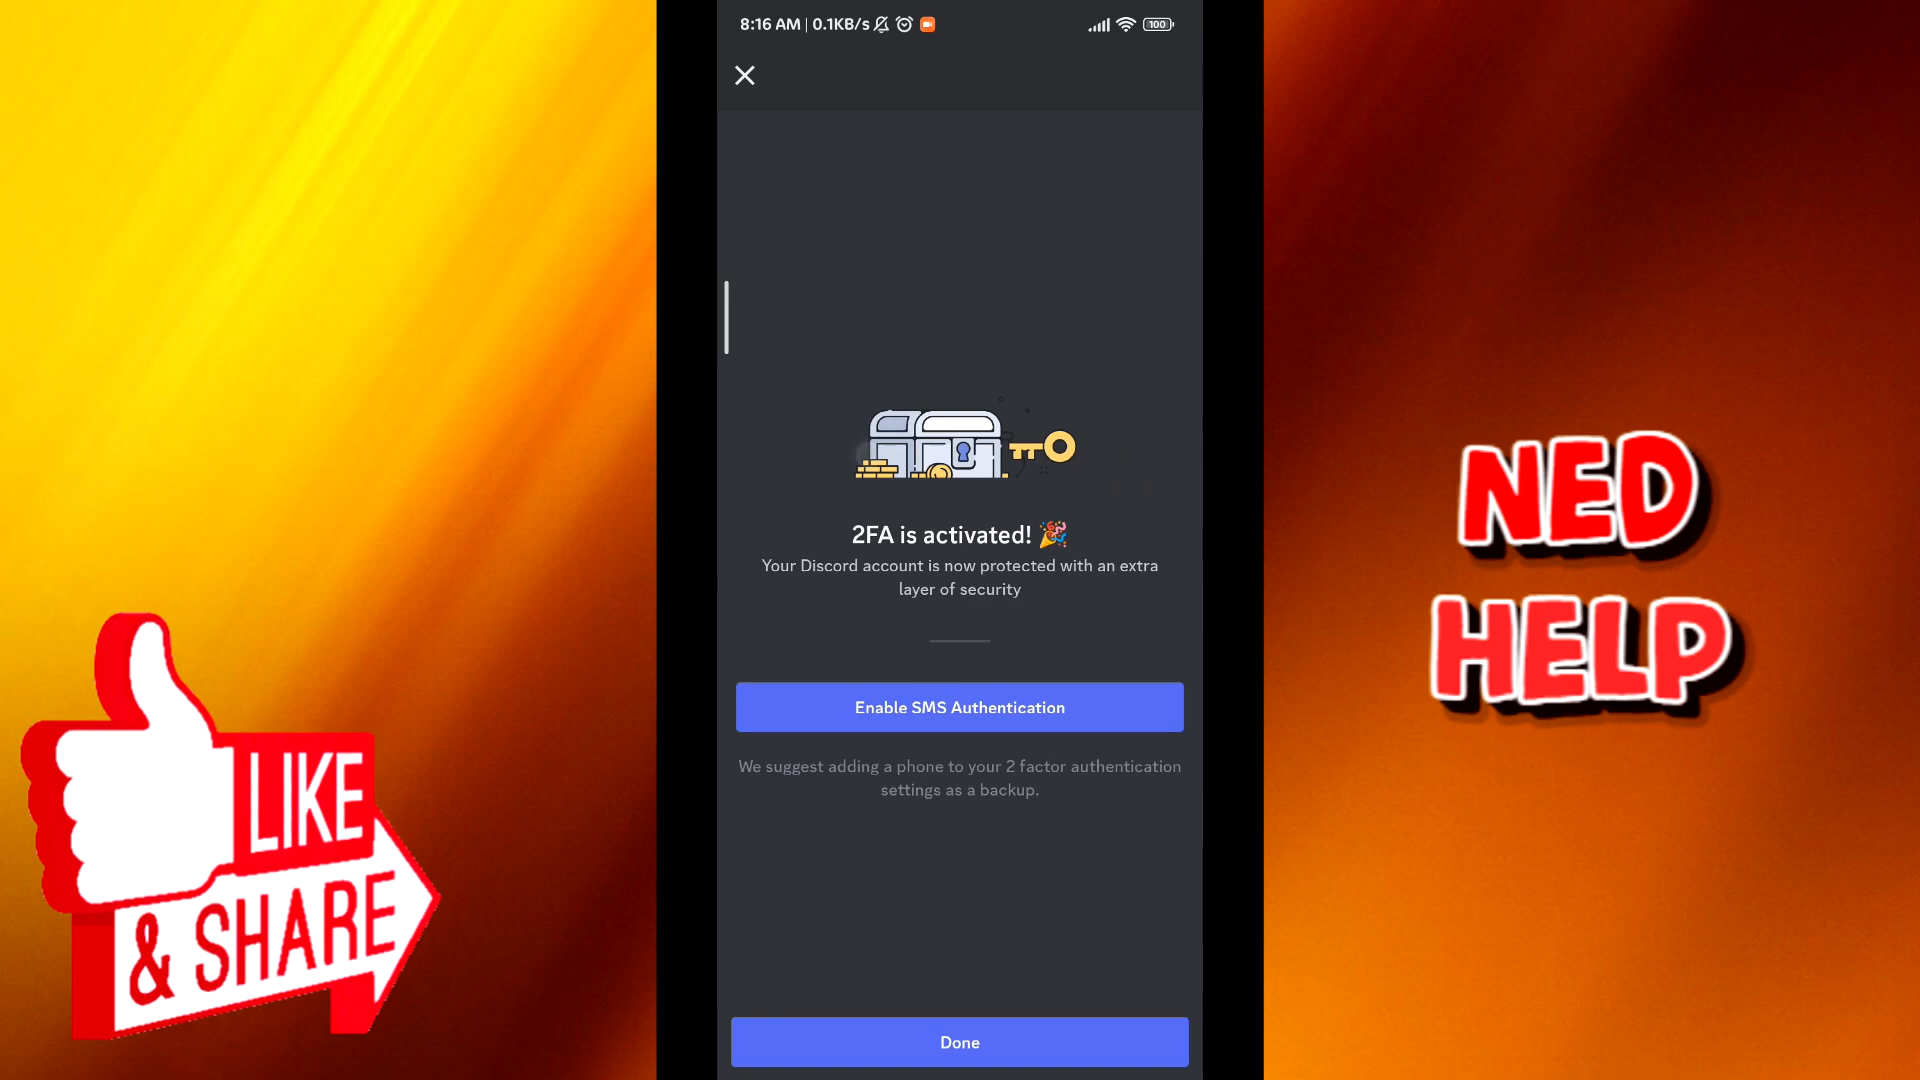 8:16 AM | 0.1KB/s
100
2FA is activated! 🎉
Your Discord account is now protected with an extra
layer of security
Enable SMS Authentication
We suggest adding a phone to your 2 factor authentication
settings as a backup.
Done
LIKE
& SHARE
NED
HELP